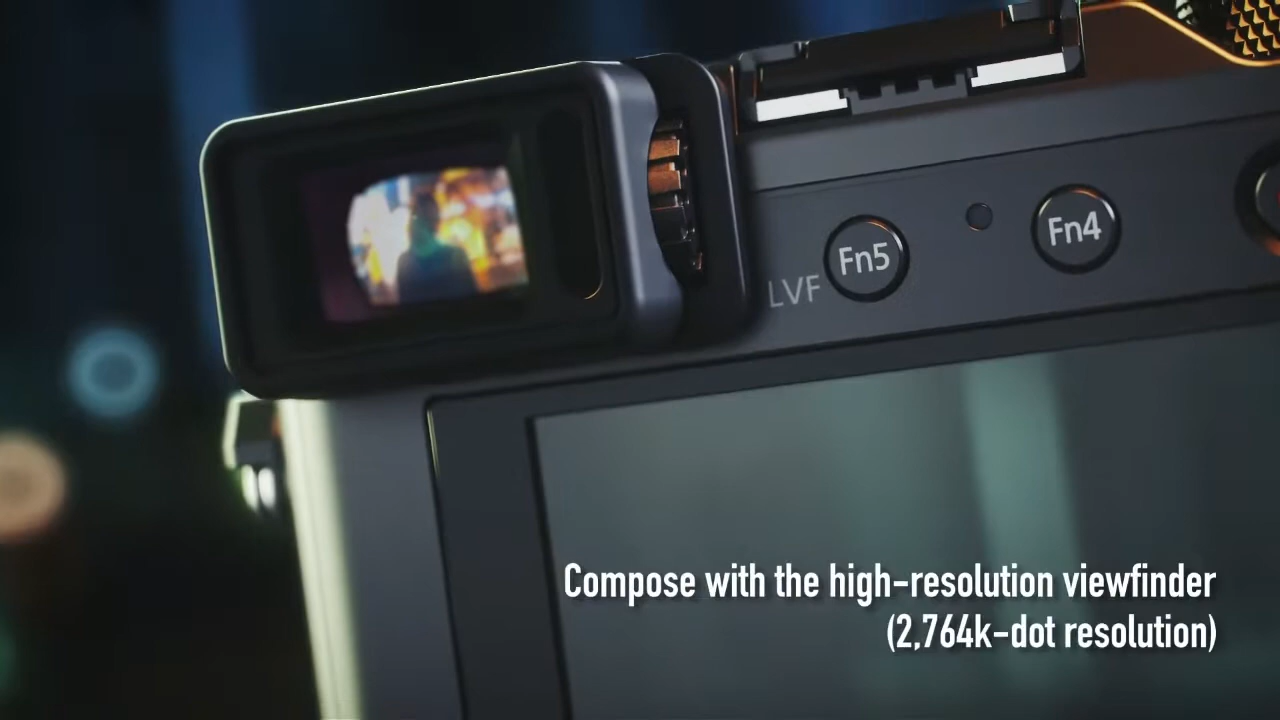 Fn4
Fn5
LVF
Compose with the high-resolution viewfinder
(2,764k-dot resolution)